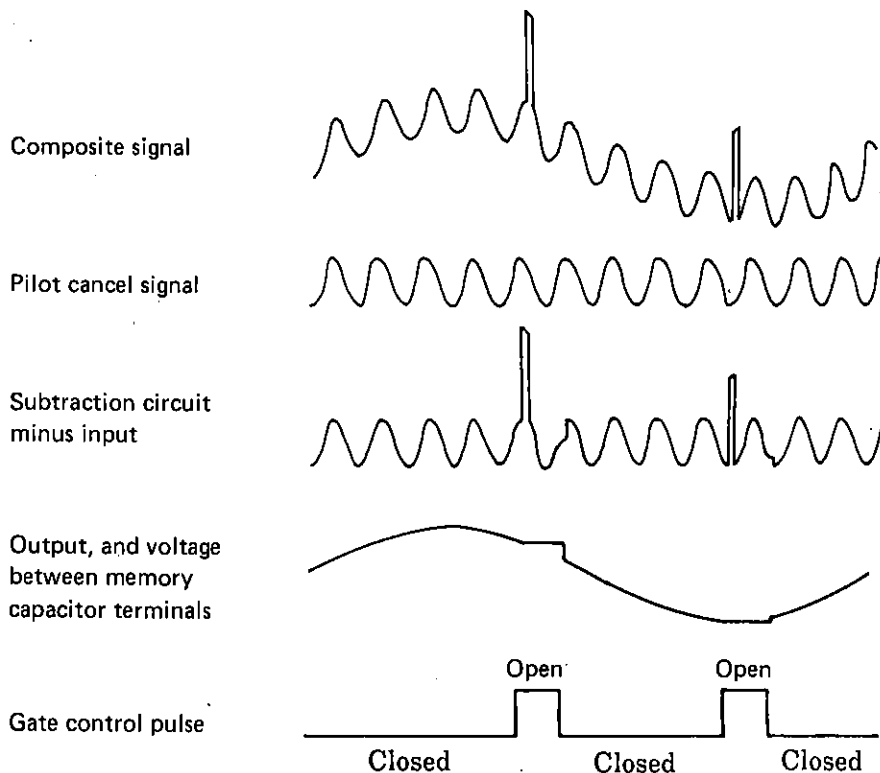 Composite signal
Pilot cancel signal
Subtraction circuit
minus input
Output, and voltage
between memory
capacitor terminals
Open Open
Gate control pulse
Closed Closed Closed